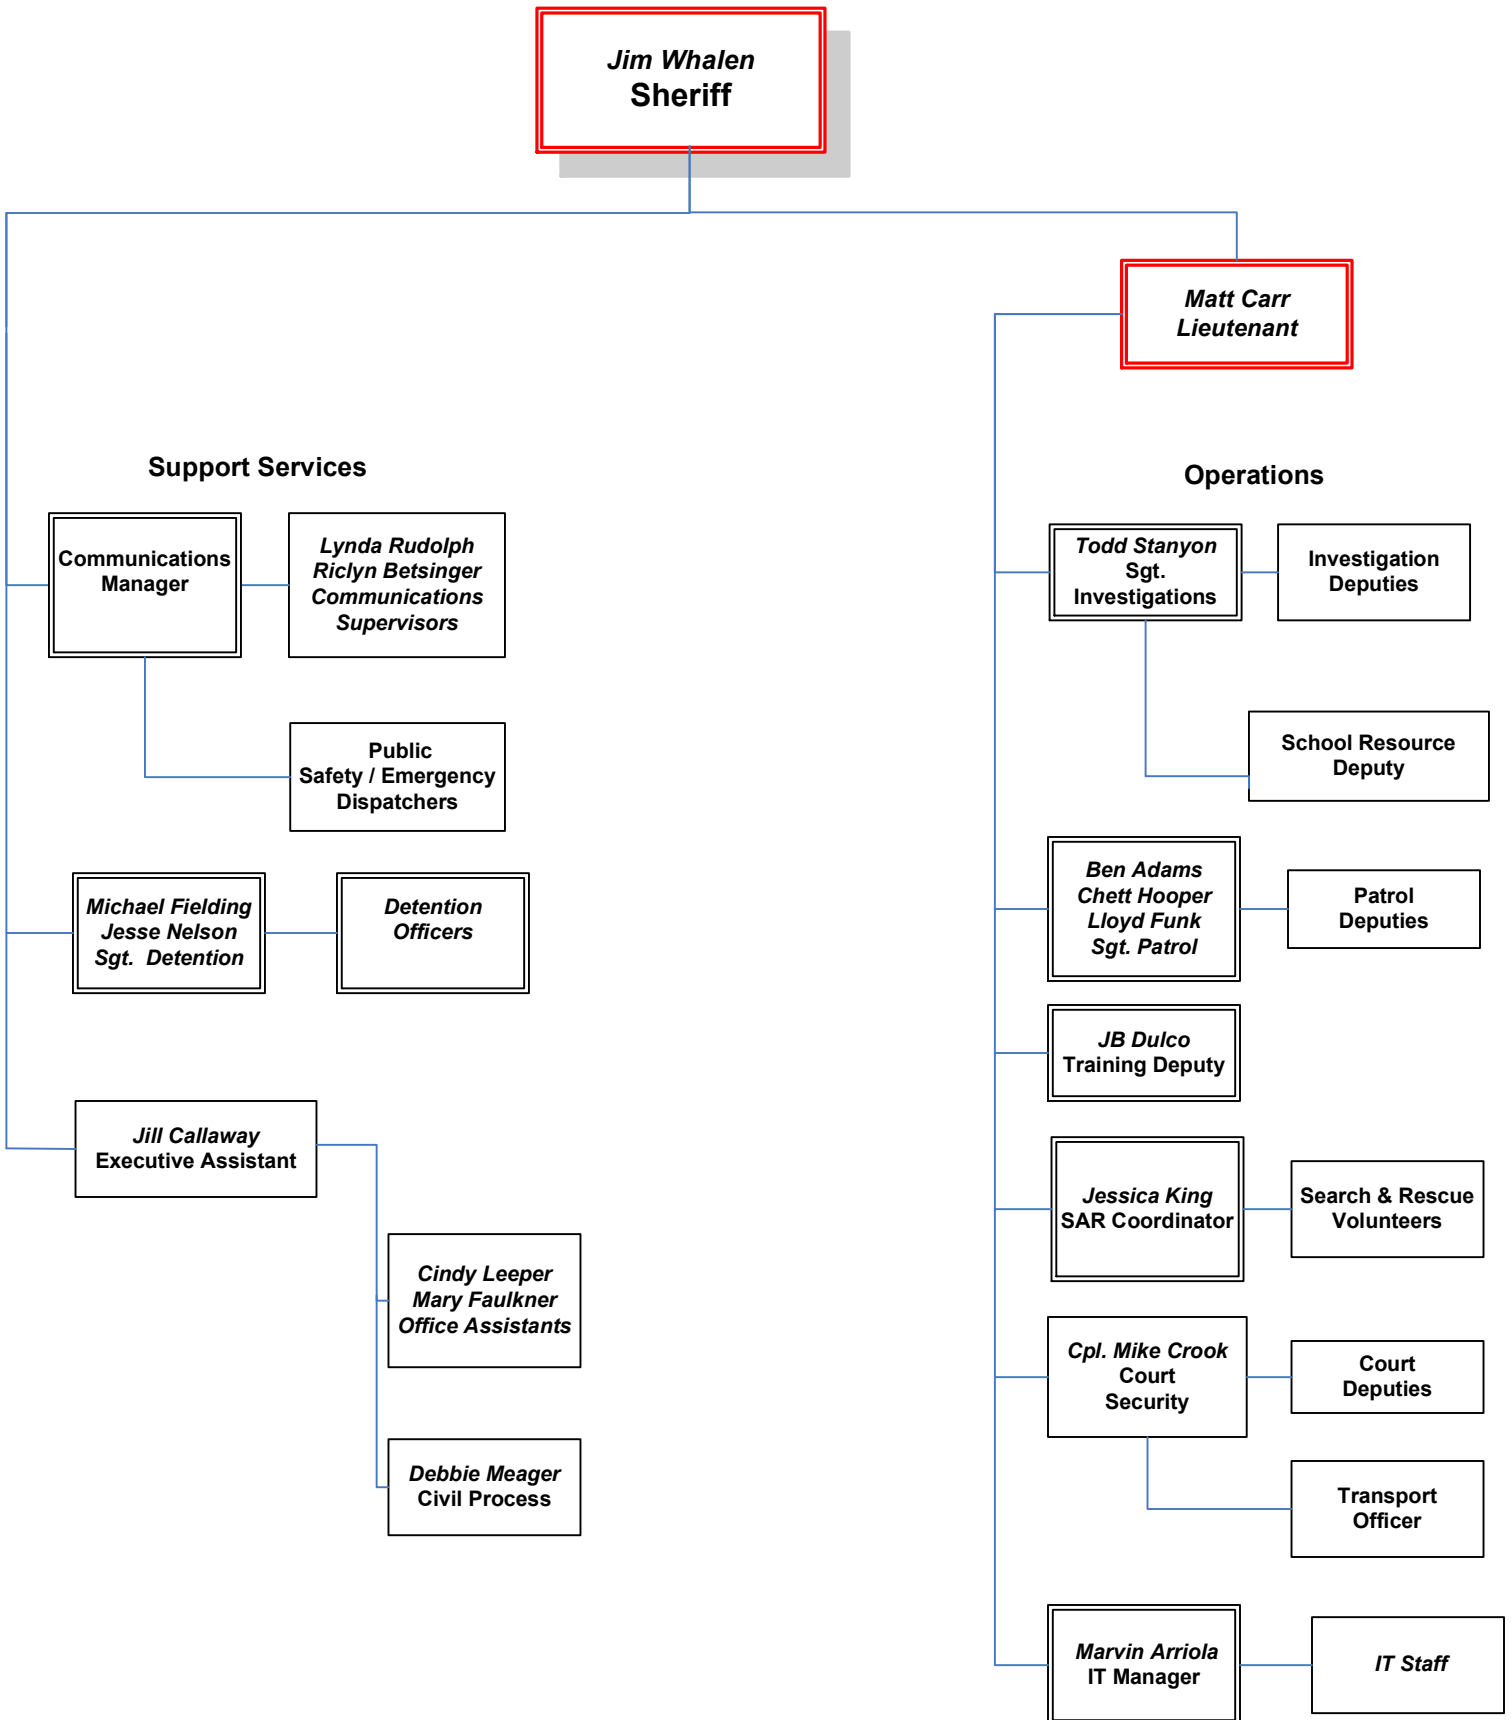 Jim Whalen
Sheriff
Matt Carr
Lieutenant
Support Services
Communications
Manager
Lynda Rudolph
Riclyn Betsinger
Communications
Supervisors
Public
Safety / Emergency
Dispatchers
Michael Fielding
Jesse Nelson
Sgt. Detention
Detention
Officers
Jill Callaway
Executive Assistant
Cindy Leeper
Mary Faulkner
Office Assistants
Debbie Meager
Civil Process
Operations
Todd Stanyon
Sgt.
Investigations
Investigation
Deputies
School Resource
Deputy
Ben Adams
Chett Hooper
Lloyd Funk
Sgt. Patrol
Patrol
Deputies
JB Dulco
Training Deputy
Jessica King
SAR Coordinator
Search & Rescue
Volunteers
Cpl. Mike Crook
Court
Security
Court
Deputies
Transport
Officer
Marvin Arriola
IT Manager
IT Staff